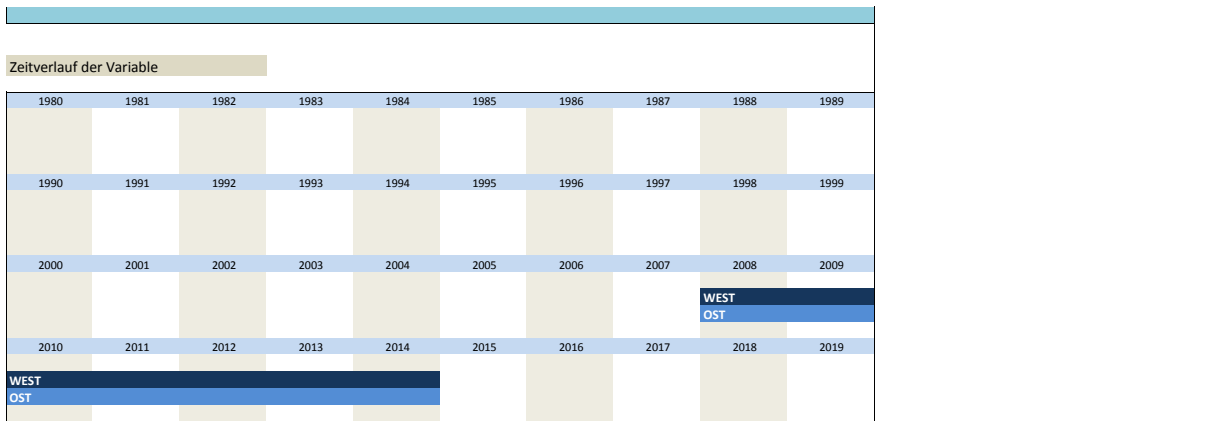 Zeitverlauf der Variable
1980 1981 1982 1983 1984 1985 1986 1987 1988 1989
1990 1991 1992 1993 1994 1995 1996 1997 1998 1999
2000 2001 2002 2003 2004 2005 2006 2007 2008 2009
WEST
OST
2010 2011 2012 2013 2014 2015 2016 2017 2018 2019
WEST
OST